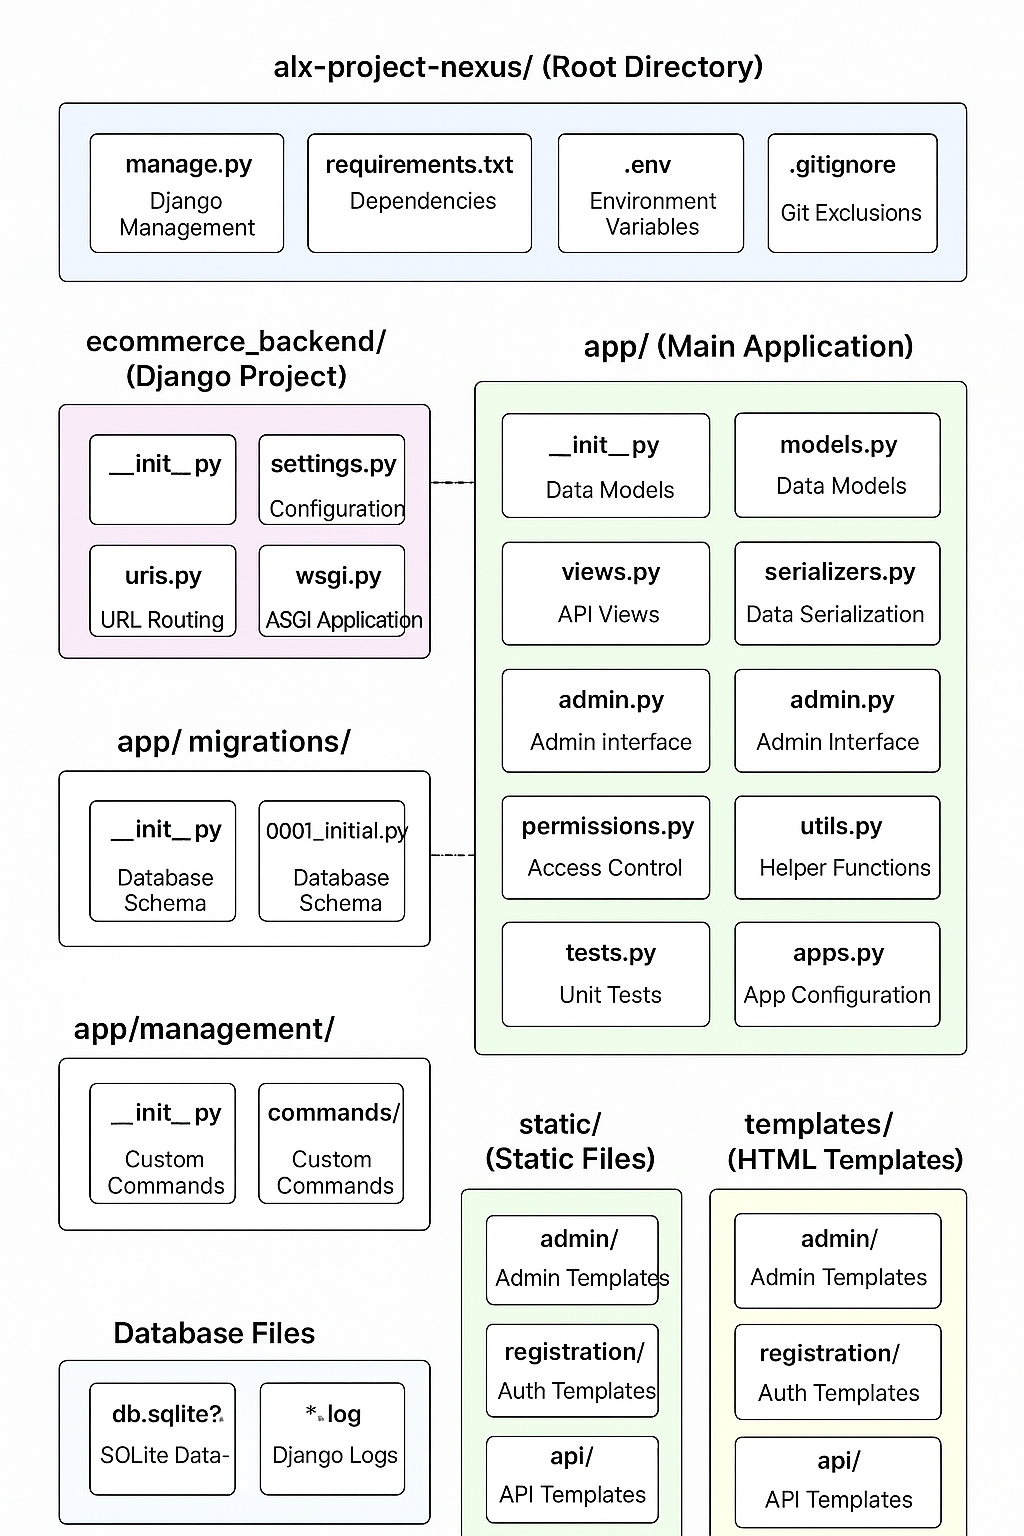 alx-project-nexus/ (Root Directory)
manage.py
Django
Management
requirements.txt
Dependencies
.env
Environment
Variables
.gitignore
Git Exclusions
ecommerce_backend/
(Django Project)
__init__py
settings.py
Configuration
uris.py
URL Routing
wsgi.py
ASGI Application
app/ (Main Application)
__init__py
Data Models
models.py
Data Models
views.py
API Views
serializers.py
Data Serialization
admin.py
Admin interface
admin.py
Admin Interface
permissions.py
Access Control
utils.py
Helper Functions
tests.py
Unit Tests
apps.py
App Configuration
app/ migrations/
__init__py
Database
Schema
0001_initial.py
Database
Schema
app/management/
__init__py
Custom
Commands
commands/
Custom
Commands
static/
(Static Files)
admin/
Admin Templates
registration/
Auth Templates
api/
API Templates
templates/
(HTML Templates)
admin/
Admin Templates
registration/
Auth Templates
api/
API Templates
Database Files
db.sqlite?
SOLite Data-
*.log
Django Logs